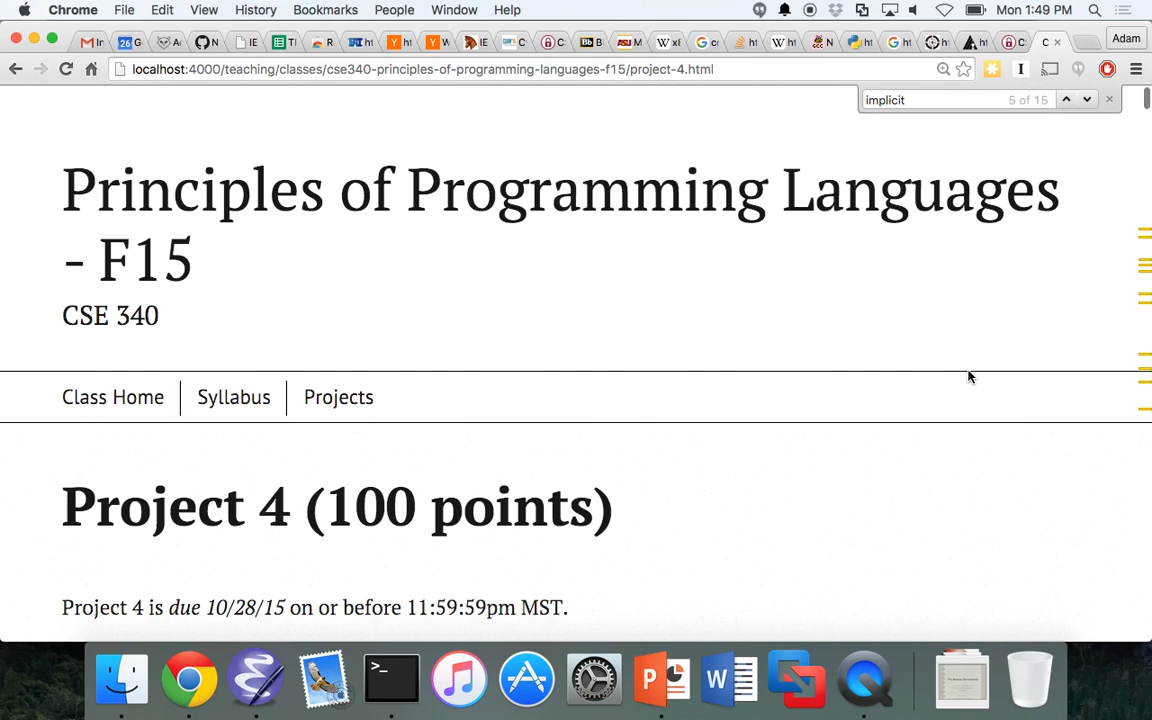 Chrome File Edit View History Bookmarks People Window Help Mon 1:49 PM
Adam
localhost:4000/teaching/classes/cse340-principles-of-programming-languages-f15/project-4.html
implicit 5 of 15
Principles of Programming Languages
- F15
CSE 340
Class Home Syllabus Projects
Project 4 (100 points)
Project 4 is due 10/28/15 on or before 11:59:59pm MST.